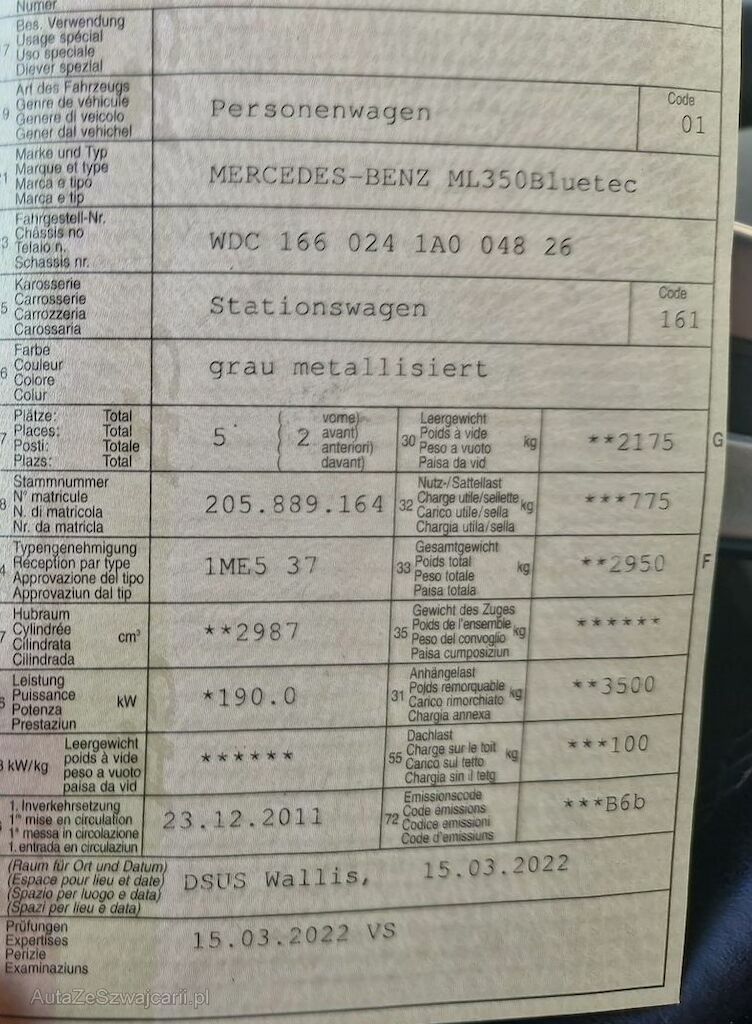 Numer
Bes. Verwendung
Usage spécial
Uso speciale
Diever spezial
7
Art des Fahrzeugs
Genre de véhicule
Genere di veicolo
Gener dal vehichel
9
Personenwagen
Code
01
Marke und Typ
Marque et type
Marca e tipo
Marca e tip
1
MERCEDES-BENZ ML350Bluetec
Fahrgestell-Nr.
Châssis no
Telaio n.
Schassis nr.
3
WDC 166 024 1A0 048 26
Karosserie
Carrosserie
Carrozzeria
Carossaria
5
Stationswagen
Code
161
Farbe
Couleur
Colore
Colur
6
grau metallisiert
Plätze: Total
Places: Total
Posti: Totale
Plazs: Total
7
5
( vorne)
( 2 avant)
( anteriori)
( davant)
30
Leergewicht
Poids à vide
Peso a vuoto
Paisa da vid
kg
**2175
G
Stammnummer
N° matricule
N. di matricola
Nr. da matricla
8
205.889.164
32
Nutz-/Sattellast
Charge utile/sellette
Carico utile/sella
Chargia utila/sella
kg
***775
Typengenehmigung
Réception par type
Approvazione del tipo
Approvaziun dal tip
4
1ME5 37
33
Gesamtgewicht
Poids total
Peso totale
Paisa totala
kg
**2950
F
Hubraum
Cylindrée
Cilindrata
Cilindrada
cm³
7
**2987
35
Gewicht des Zuges
Poids de l'ensemble
Peso del convoglio
Paisa cumposiziun
kg
******
Leistung
Puissance
Potenza
Prestaziun
kW
6
*190.0
31
Anhängelast
Poids remorquable
Carico rimorchiato
Chargia annexa
kg
**3500
8 kW/kg
Leergewicht
poids à vide
peso a vuoto
paisa da vid
******
55
Dachlast
Charge sur le toit
Carico sul tetto
Chargia sin il tetg
kg
***100
1. Inverkehrsetzung
1re mise en circulation
1a messa in circolazione
1. entrada en circulaziun
23.12.2011
72
Emissionscode
Code émissions
Codice emissioni
Code d'emissiuns
***B6b
(Raum für Ort und Datum)
(Espace pour lieu et date)
(Spazio per luogo e data)
(Spazi per lieu e data)
DSUS Wallis, 15.03.2022
Prüfungen
Expertises
Perizie
Examinaziuns
15.03.2022 VS
AutaZeSzwajcarii.pl